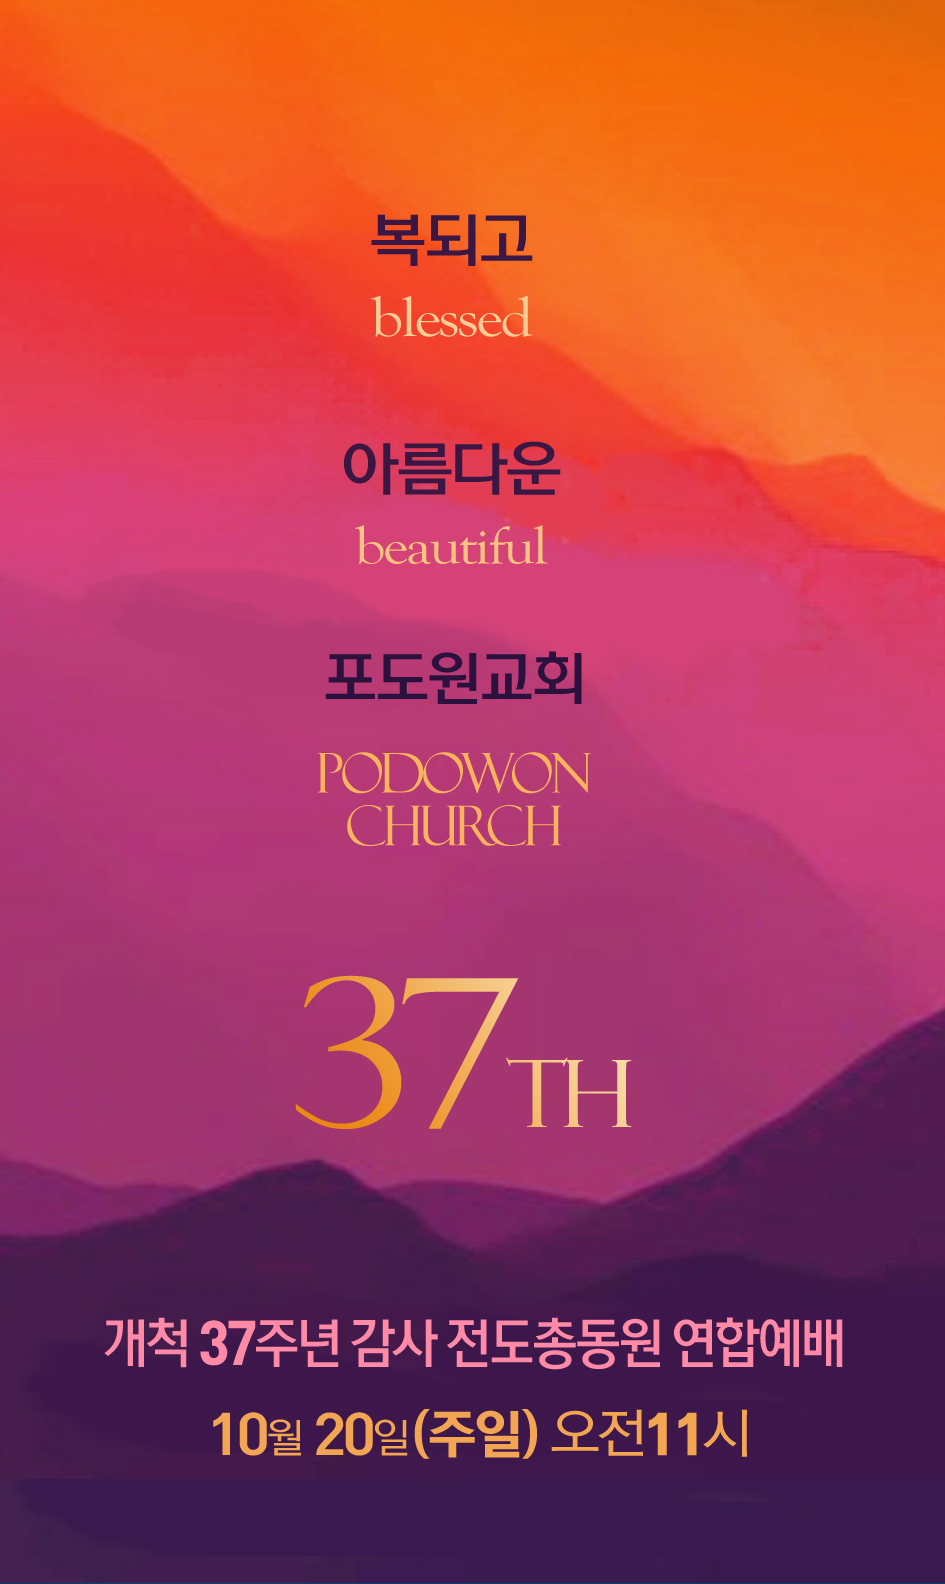 복되고
blessed
아름다운
beautiful
포도원교회
PODOWON
CHURCH
37TH
개척 37주년 감사 전도총동원 연합예배
10월 20일(주일) 오전11시